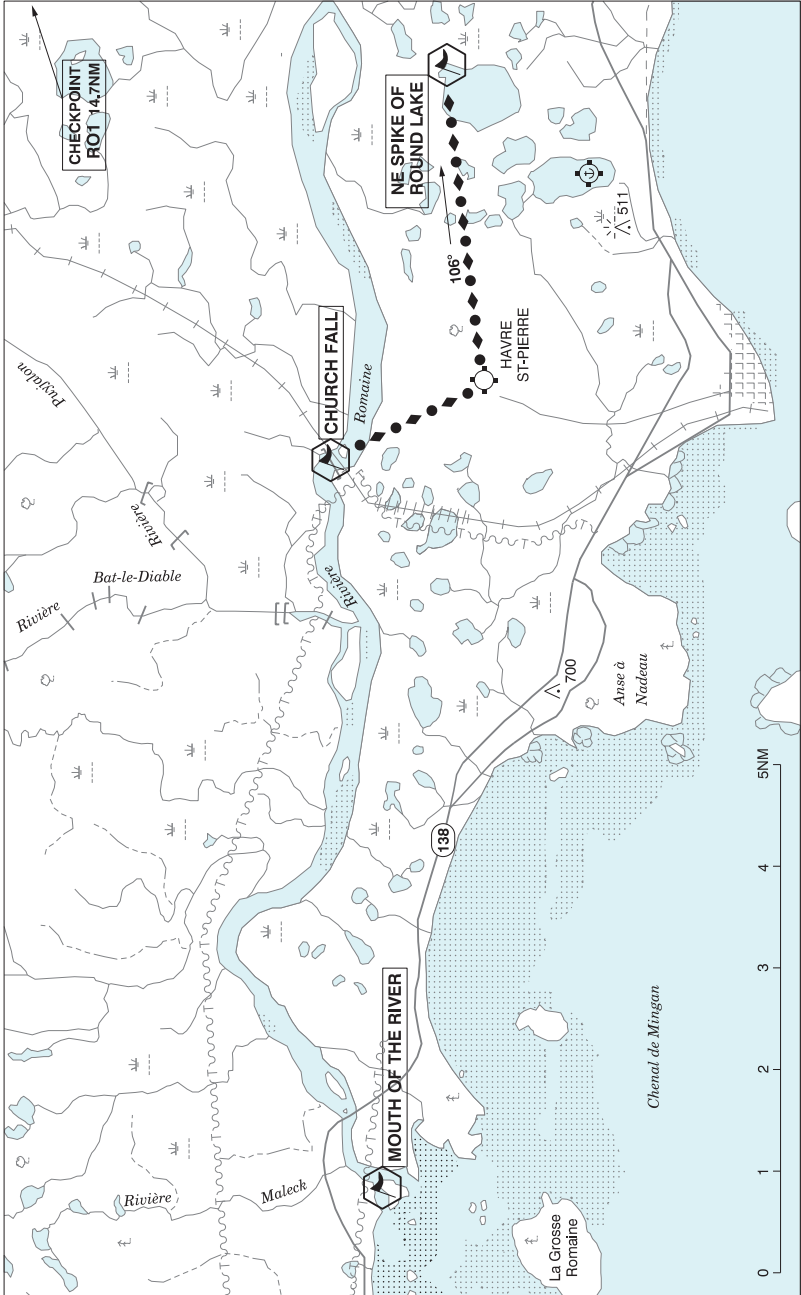 CHECKPOINT
RO1 14.7NM
NE SPIKE OF
ROUND LAKE
106°
511
HAVRE
ST-PIERRE
CHURCH FALL
Romaine
Puyjalon
Rivière
Bat-le-Diable
Rivière
Rivière
700
Anse à
Nadeau
138
MOUTH OF THE RIVER
Rivière
Maleck
Chenal de Mingan
La Grosse
Romaine
0
1
2
3
4
5NM